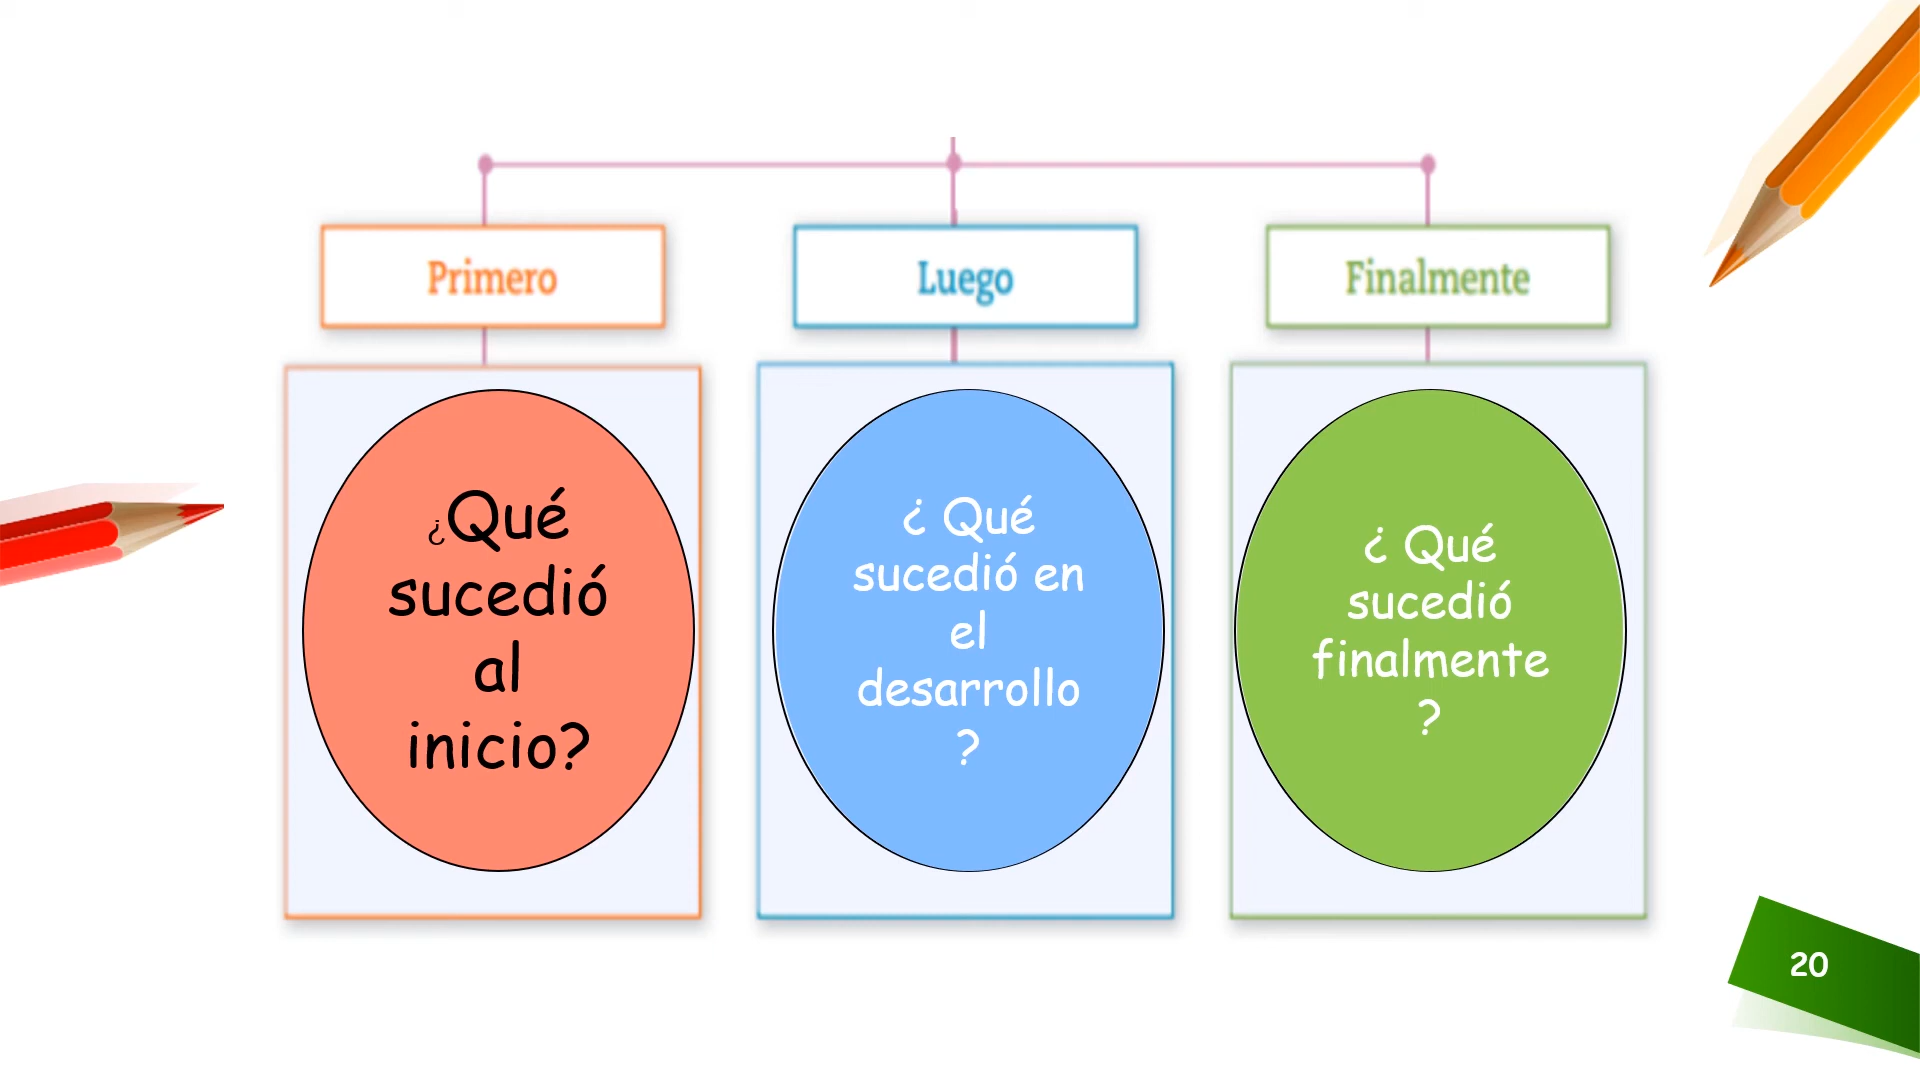 Primero
Luego
Finalmente
¿Qué
sucedió
al
inicio?
¿ Qué
sucedió en
el
desarrollo
?
¿ Qué
sucedió
finalmente
?
20